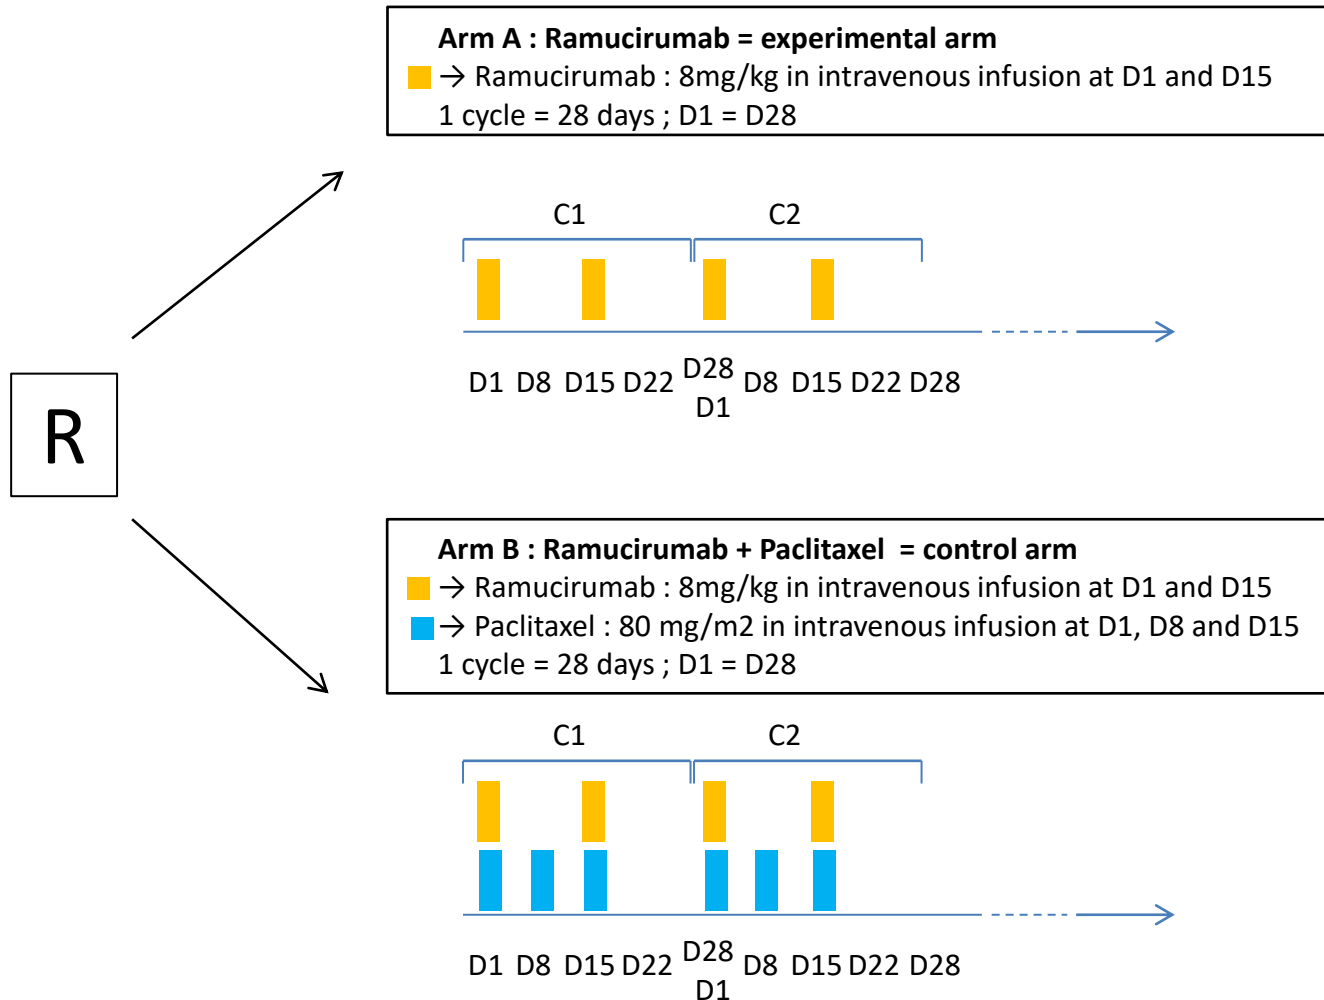 Arm A : Ramucirumab = experimental arm
→ Ramucirumab : 8mg/kg in intravenous infusion at D1 and D15
1 cycle = 28 days ; D1 = D28
C1 C2
D1 D8 D15 D22 D28 D8 D15 D22 D28
D1
R
Arm B : Ramucirumab + Paclitaxel = control arm
→ Ramucirumab : 8mg/kg in intravenous infusion at D1 and D15
→ Paclitaxel : 80 mg/m2 in intravenous infusion at D1, D8 and D15
1 cycle = 28 days ; D1 = D28
C1 C2
D1 D8 D15 D22 D28 D8 D15 D22 D28
D1